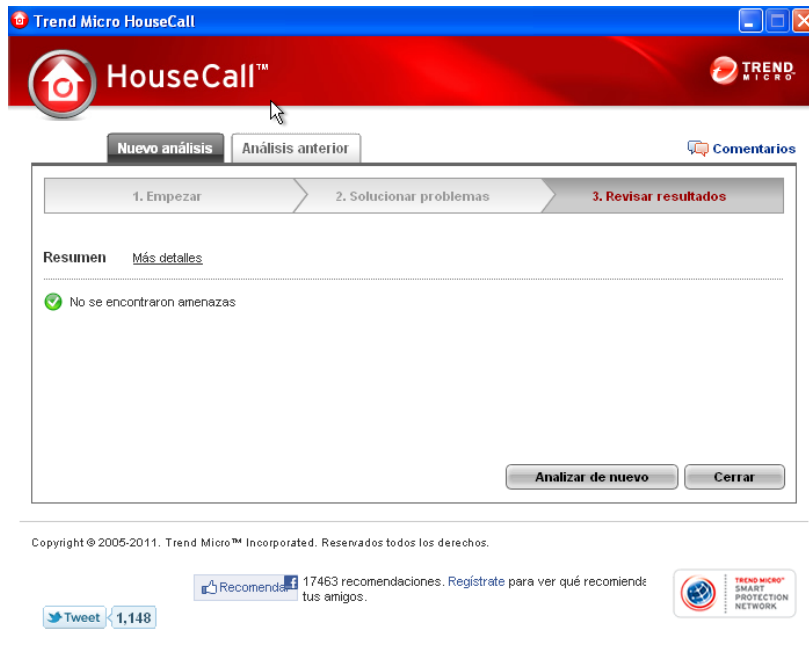 Trend Micro HouseCall
HouseCall™
TREND
MICRO
Nuevo análisis
Análisis anterior
Comentarios
1. Empezar
2. Solucionar problemas
3. Revisar resultados
Resumen
Más detalles
No se encontraron amenazas
Analizar de nuevo
Cerrar
Copyright © 2005-2011. Trend Micro™ Incorporated. Reservados todos los derechos.
Recomendar
17463 recomendaciones. Regístrate para ver qué recomienda
tus amigos.
Tweet
1,148
TREND MICRO™
SMART
PROTECTION
NETWORK